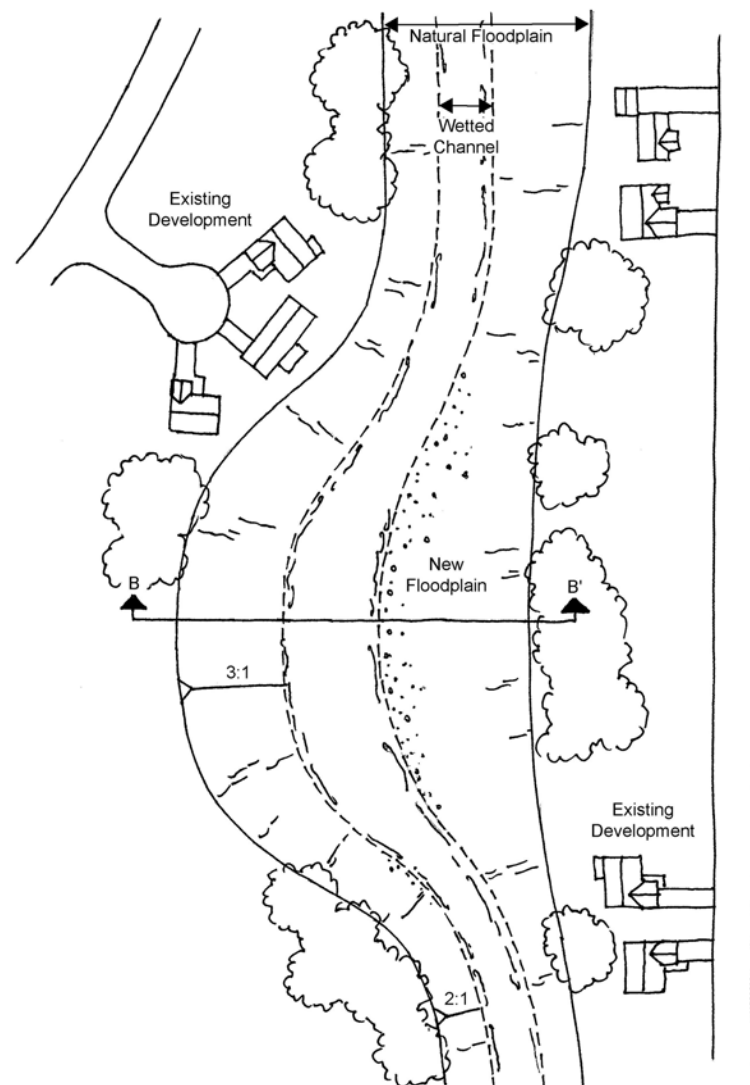 Natural Floodplain
Wetted
Channel
Existing
Development
New
Floodplain
B
B'
3:1
Existing
Development
2:1